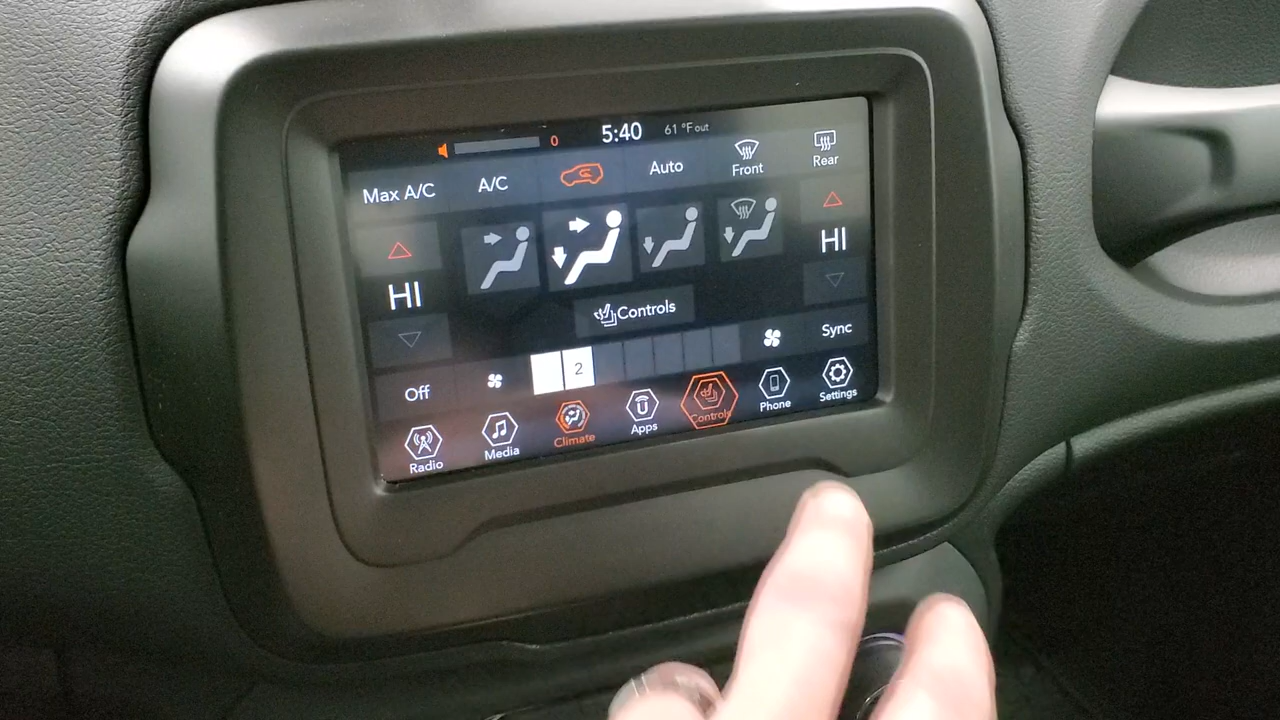 0 5:40 61 °F out
Max A/C A/C Auto Front Rear
HI HI
Controls
Off 2 Sync
Radio Media Climate Apps Controls Phone Settings